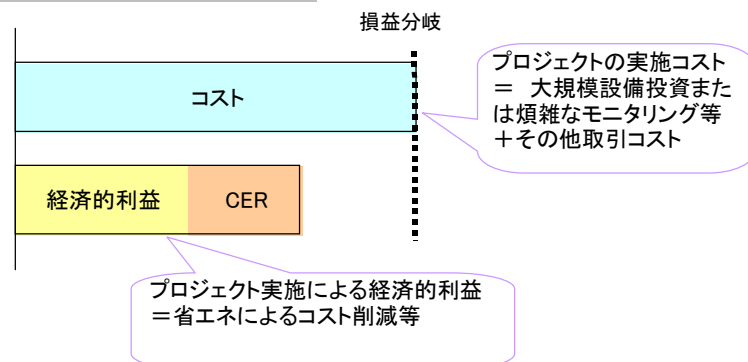 損益分岐
プロジェクトの実施コスト
＝ 大規模設備投資また
は煩雑なモニタリング等
＋その他取引コスト
コスト
経済的利益
CER
プロジェクト実施による経済的利益
＝省エネによるコスト削減等